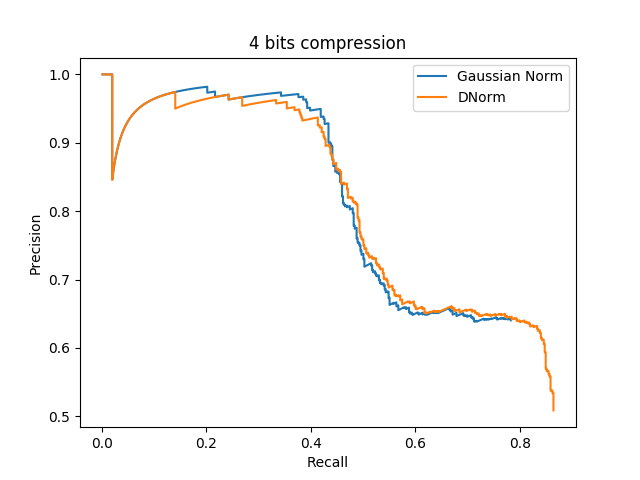 4 bits compression
Gaussian Norm
DNorm
Precision
1.0
0.9
0.8
0.7
0.6
0.5
0.0 0.2 0.4 0.6 0.8
Recall